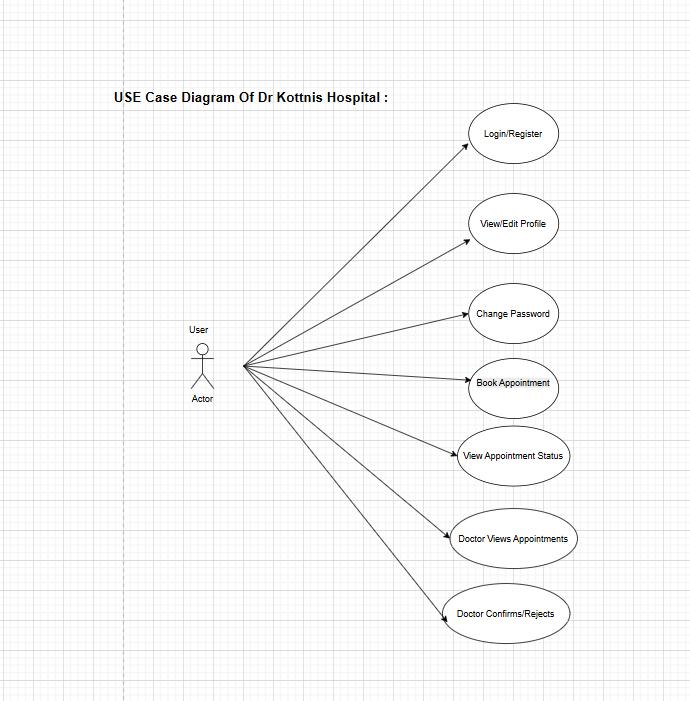 USE Case Diagram Of Dr Kottnis Hospital :
Login/Register
View/Edit Profile
Change Password
User
Actor
Book Appointment
View Appointment Status
Doctor Views Appointments
Doctor Confirms/Rejects